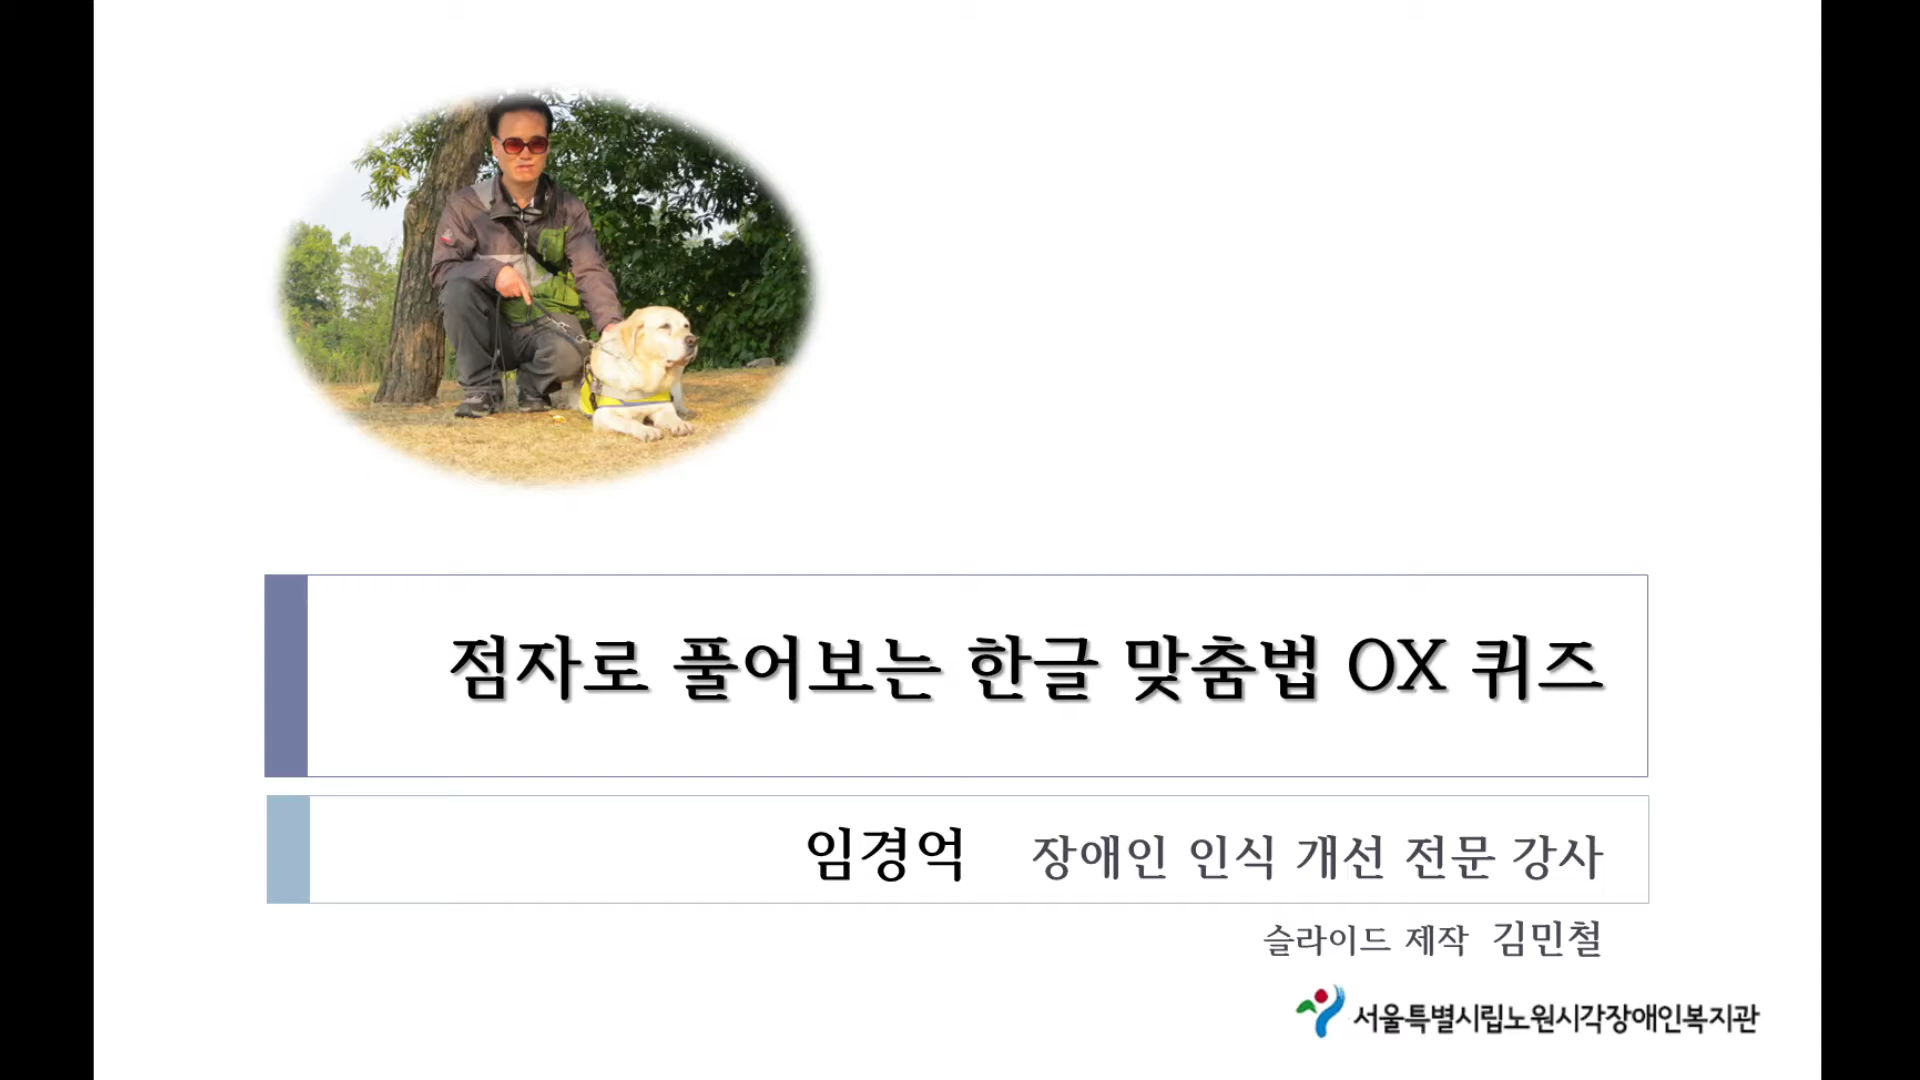 점자로 풀어보는 한글 맞춤법 OX 퀴즈
임경억 장애인 인식 개선 전문 강사
슬라이드 제작 김민철
서울특별시립노원시각장애인복지관